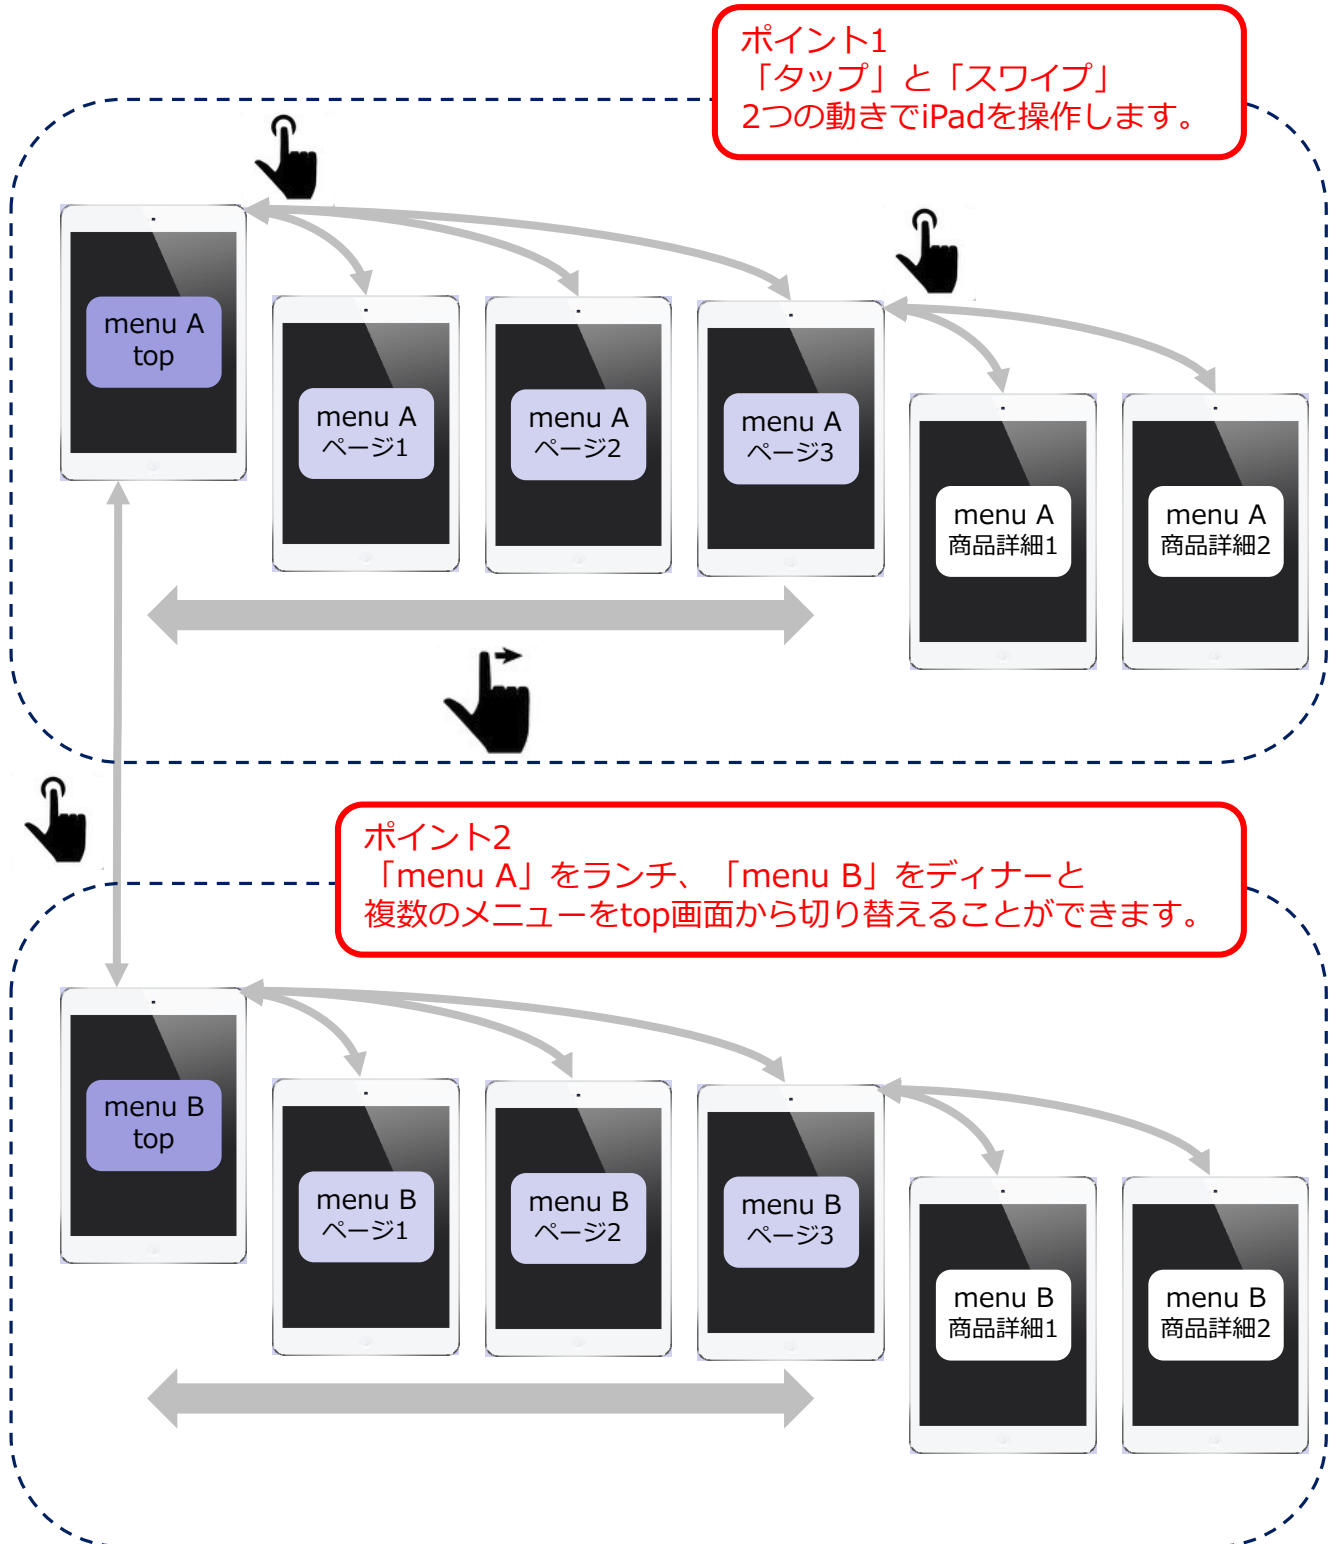 ポイント1
「タップ」と「スワイプ」
2つの動きでiPadを操作します。
menu A
top
menu A
ページ1
menu A
ページ2
menu A
ページ3
menu A
商品詳細1
menu A
商品詳細2
ポイント2
「menu A」をランチ、「menu B」をディナーと
複数のメニューをtop画面から切り替えることができます。
menu B
top
menu B
ページ1
menu B
ページ2
menu B
ページ3
menu B
商品詳細1
menu B
商品詳細2